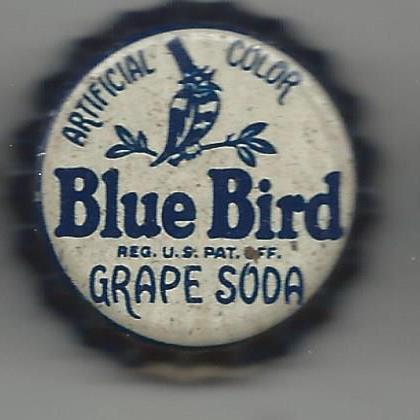 ARTIFICIAL COLOR
Blue Bird
REG. U.S. PAT. OFF.
GRAPE SODA